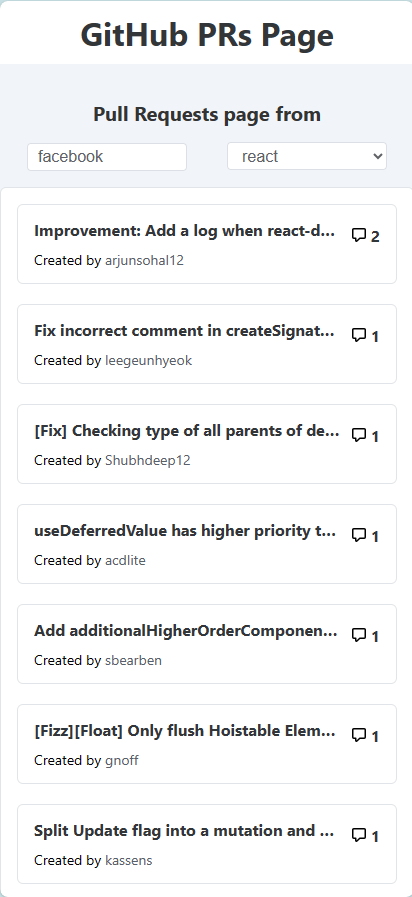 GitHub PRs Page
Pull Requests page from
facebook
react
Improvement: Add a log when react-d...
2
Created by arjunsohal12
Fix incorrect comment in createSignat...
1
Created by leegeunhyeok
[Fix] Checking type of all parents of de...
1
Created by Shubhdeep12
useDeferredValue has higher priority t...
1
Created by acdlite
Add additionalHigherOrderComponen...
1
Created by sbearben
[Fizz][Float] Only flush Hoistable Elem...
1
Created by gnoff
Split Update flag into a mutation and ...
1
Created by kassens